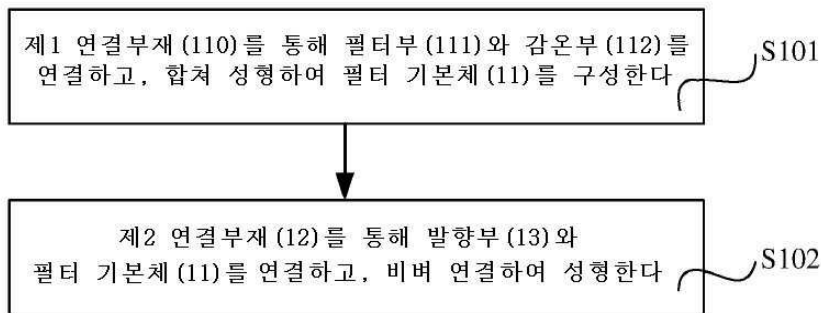 제1 연결부재(110)를 통해 필터부(111)와 감온부(112)를
연결하고, 합쳐 성형하여 필터 기본체(11)를 구성한다
S101
제2 연결부재(12)를 통해 발향부(13)와
필터 기본체(11)를 연결하고, 비벼 연결하여 성형한다
S102